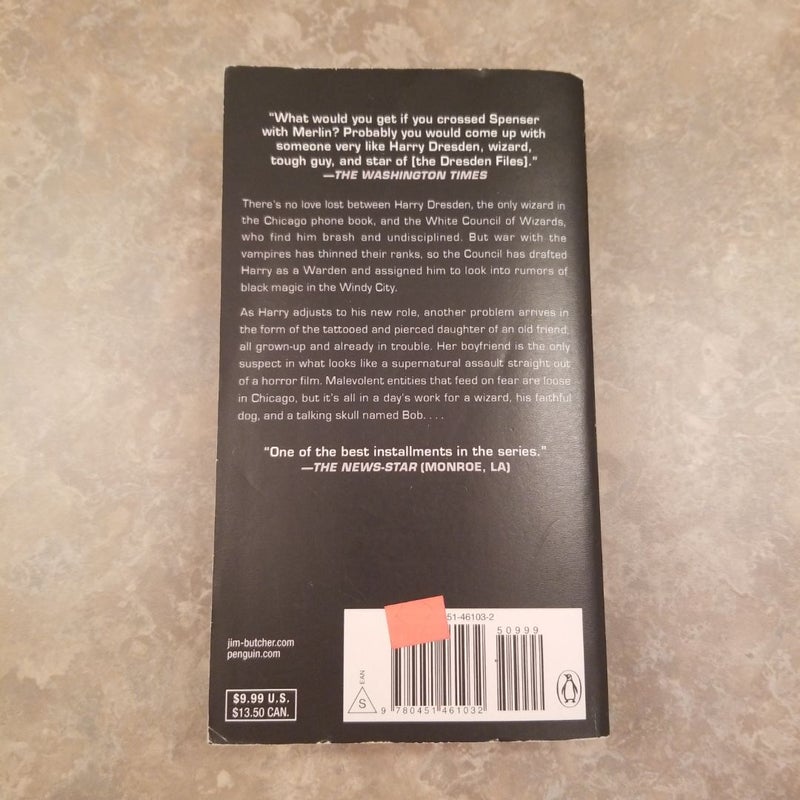 "What would you get if you crossed Spenser
with Merlin? Probably you would come up with
someone very like Harry Dresden, wizard,
tough guy, and star of [the Dresden Files]."
—THE WASHINGTON TIMES
There's no love lost between Harry Dresden, the only wizard in
the Chicago phone book, and the White Council of Wizards,
who find him brash and undisciplined. But war with the
vampires has thinned their ranks, so the Council has drafted
Harry as a Warden and assigned him to look into rumors of
black magic in the Windy City.
As Harry adjusts to his new role, another problem arrives in
the form of the tattooed and pierced daughter of an old friend,
all grown-up and already in trouble. Her boyfriend is the only
suspect in what looks like a supernatural assault straight out
of a horror film. Malevolent entities that feed on fear are loose
in Chicago, but it's all in a day's work for a wizard, his faithful
dog, and a talking skull named Bob. . . .
"One of the best installments in the series."
—THE NEWS-STAR (MONROE, LA)
jim-butcher.com
penguin.com
$9.99 U.S.
$13.50 CAN.
51-46103-2
50999
EAN
S
9 780451 461032